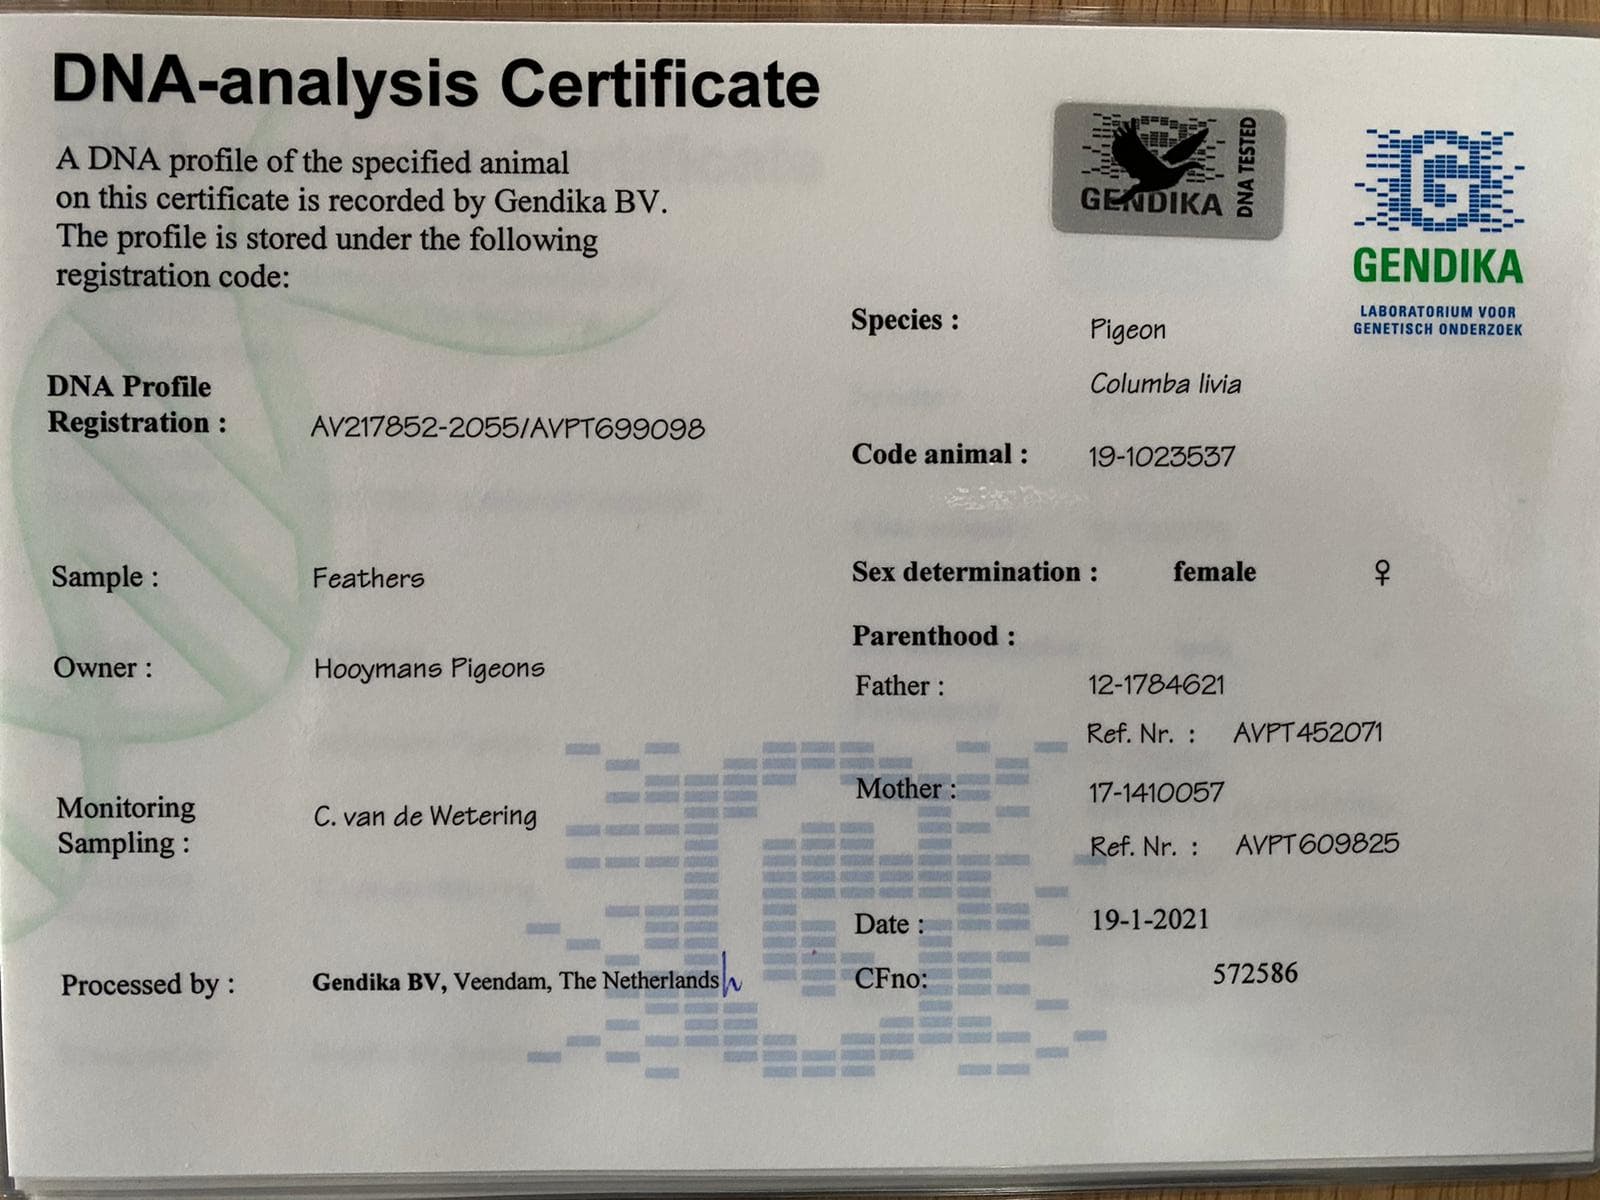 DNA-analysis Certificate
A DNA profile of the specified animal
on this certificate is recorded by Gendika BV.
The profile is stored under the following
registration code:
DNA Profile
Registration : AV217852-2055/AVPT699098
Sample : Feathers
Owner : Hooymans Pigeons
Monitoring
Sampling : C. van de Wetering
Processed by : Gendika BV, Veendam, The Netherlands
GENDIKA
DNA TESTED
GENDIKA
LABORATORIUM VOOR
GENETISCH ONDERZOEK
Species : Pigeon
Columba livia
Code animal : 19-1023537
Sex determination : female ♀
Parenthood :
Father : 12-1784621
Ref. Nr. : AVPT452071
Mother : 17-1410057
Ref. Nr. : AVPT609825
Date : 19-1-2021
CFno: 572586